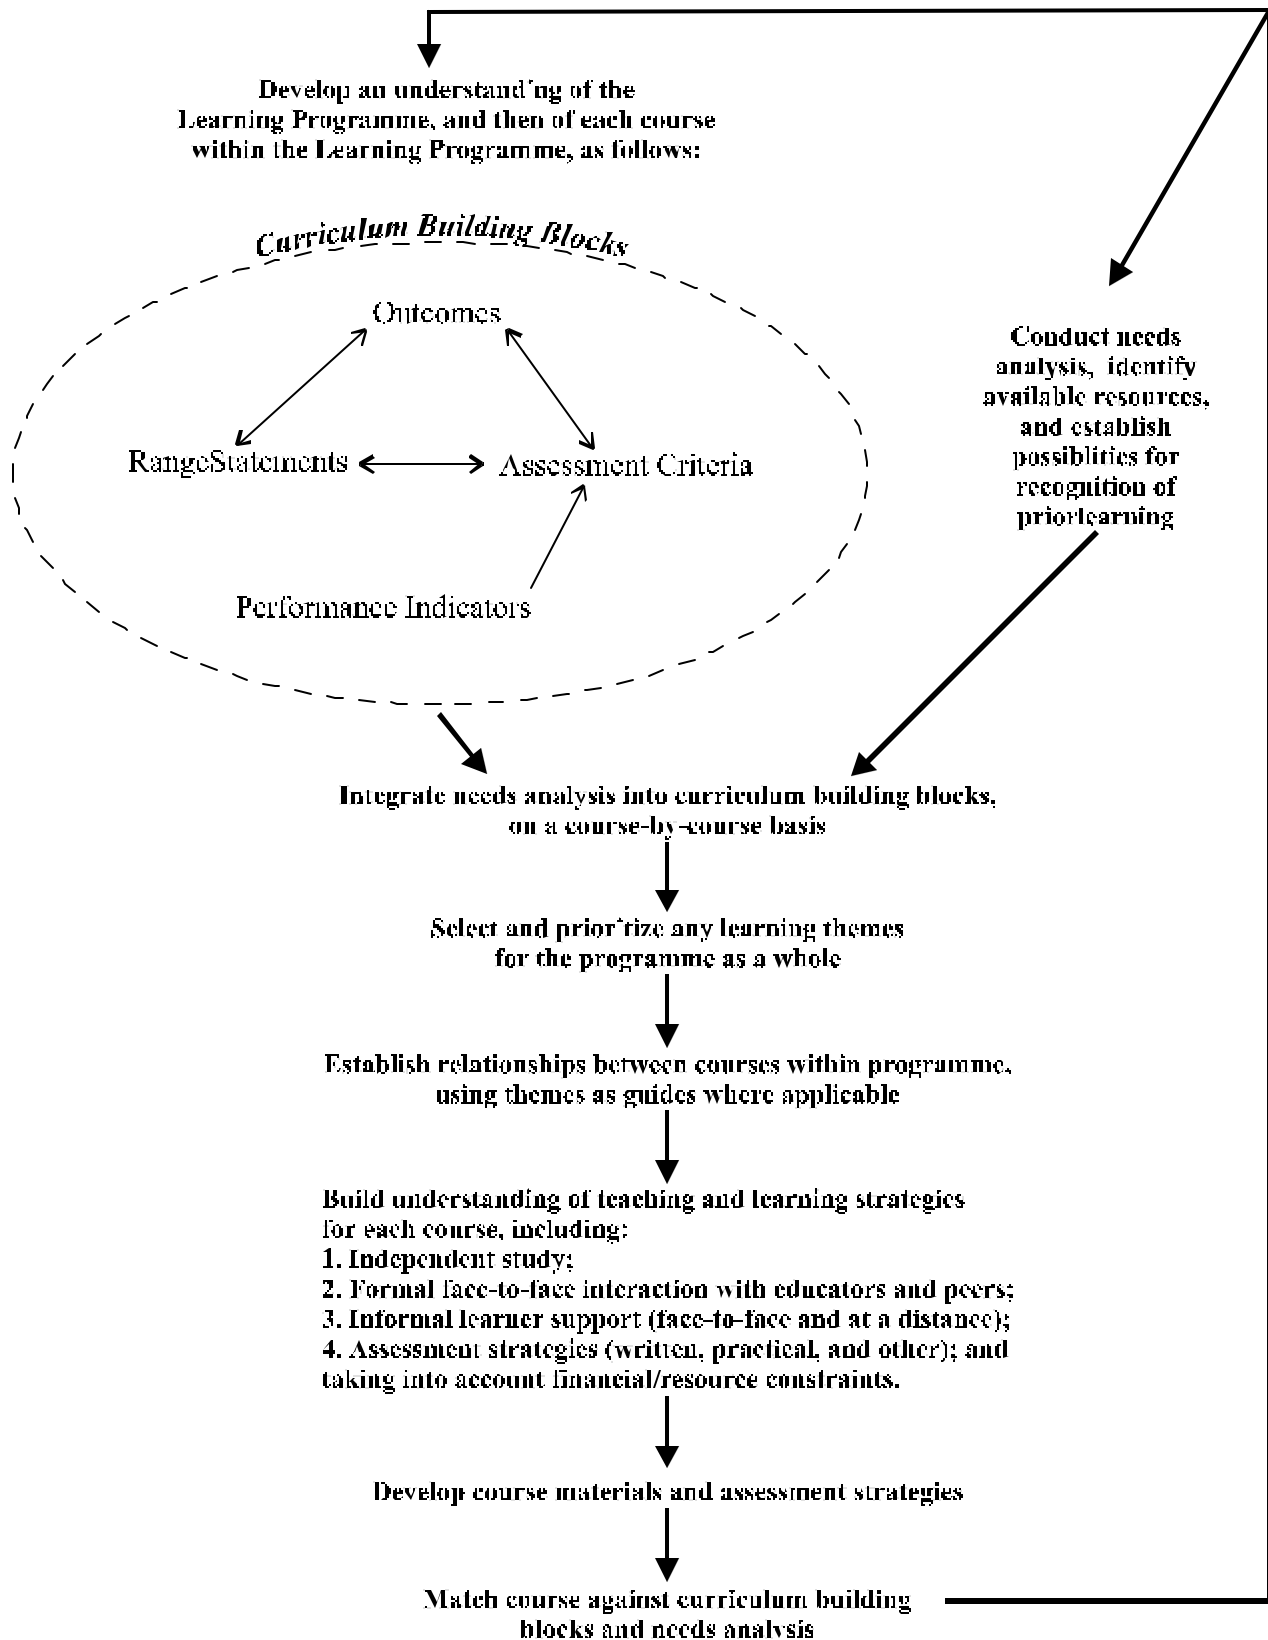 Develop an understanding of the
Learning Programme, and then of each course
within the Learning Programme, as follows:
Curriculum Building Blocks
Outcomes
RangeStatements
Assessment Criteria
Performance Indicators
Conduct needs
analysis, identify
available resources,
and establish
possiblities for
recognition of
priorlearning
Integrate needs analysis into curriculum building blocks,
on a course-by-course basis
Select and prioritize any learning themes
for the programme as a whole
Establish relationships between courses within programme,
using themes as guides where applicable
Build understanding of teaching and learning strategies
for each course, including:
1. Independent study;
2. Formal face-to-face interaction with educators and peers;
3. Informal learner support (face-to-face and at a distance);
4. Assessment strategies (written, practical, and other); and
taking into account financial/resource constraints.
Develop course materials and assessment strategies
Match course against curriculum building
blocks and needs analysis